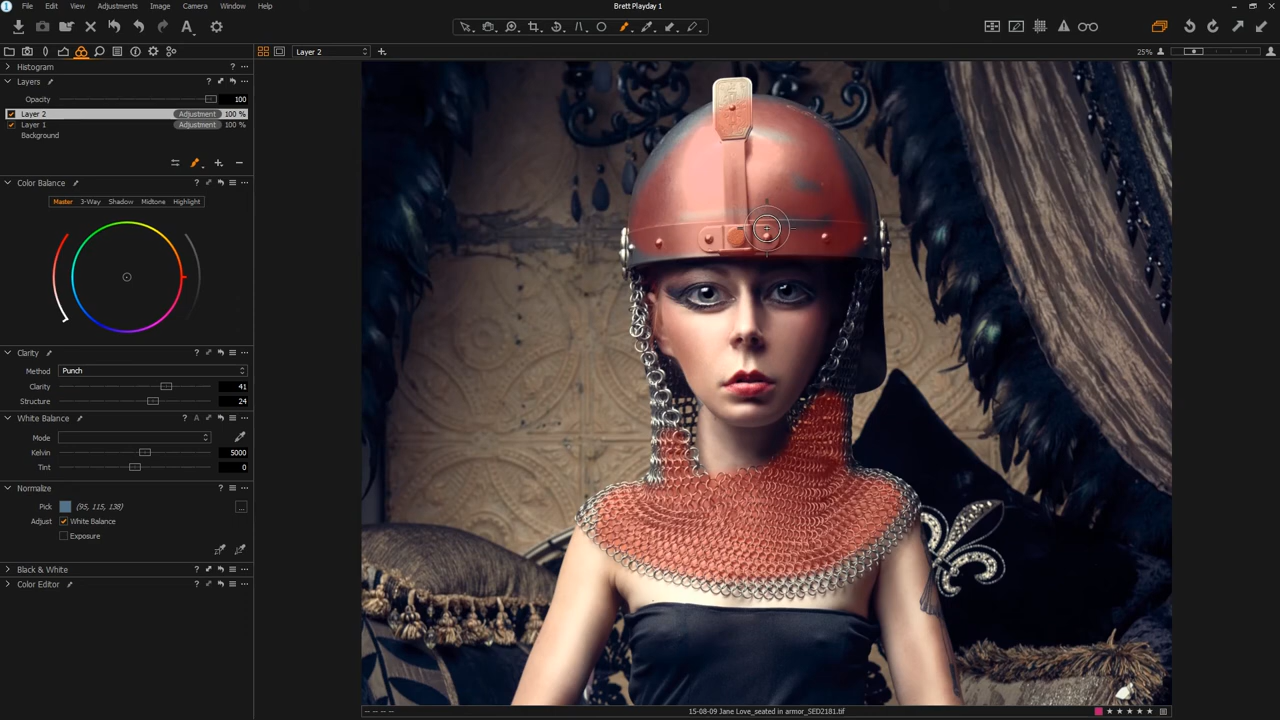 File Edit View Adjustments Image Camera Window Help
Brett Playday 1
A
Layer 2
25%
Histogram ? ...
Layers ? ...
Opacity 100
Layer 2 Adjustment 100 %
Layer 1 Adjustment 100 %
Background
Color Balance ? ...
Master 3-Way Shadow Midtone Highlight
Clarity ? ...
Method Punch
Clarity 41
Structure 24
White Balance ? A ...
Mode
Kelvin 5000
Tint 0
Normalize ? ...
Pick (95, 115, 138) ...
Adjust White Balance
Exposure
Black & White ? ...
Color Editor ? ...
-- -- -- --
15-08-09 Jane Love_seated in armor_SED2181.tif